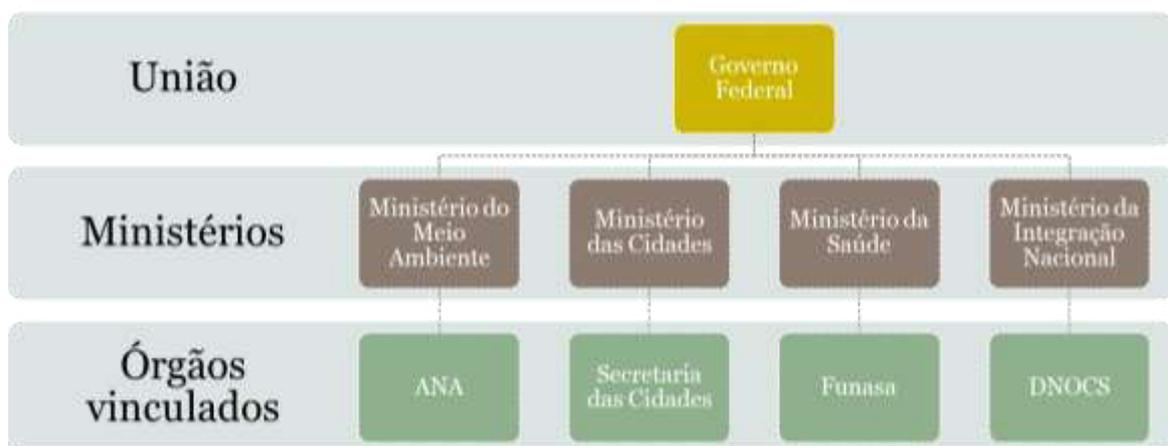 União
Governo
Federal
Ministérios
Ministério do
Meio
Ambiente
Ministério
das Cidades
Ministério da
Saúde
Ministério da
Integração
Nacional
Órgãos
vinculados
ANA
Secretaria
das Cidades
Funasa
DNOCS